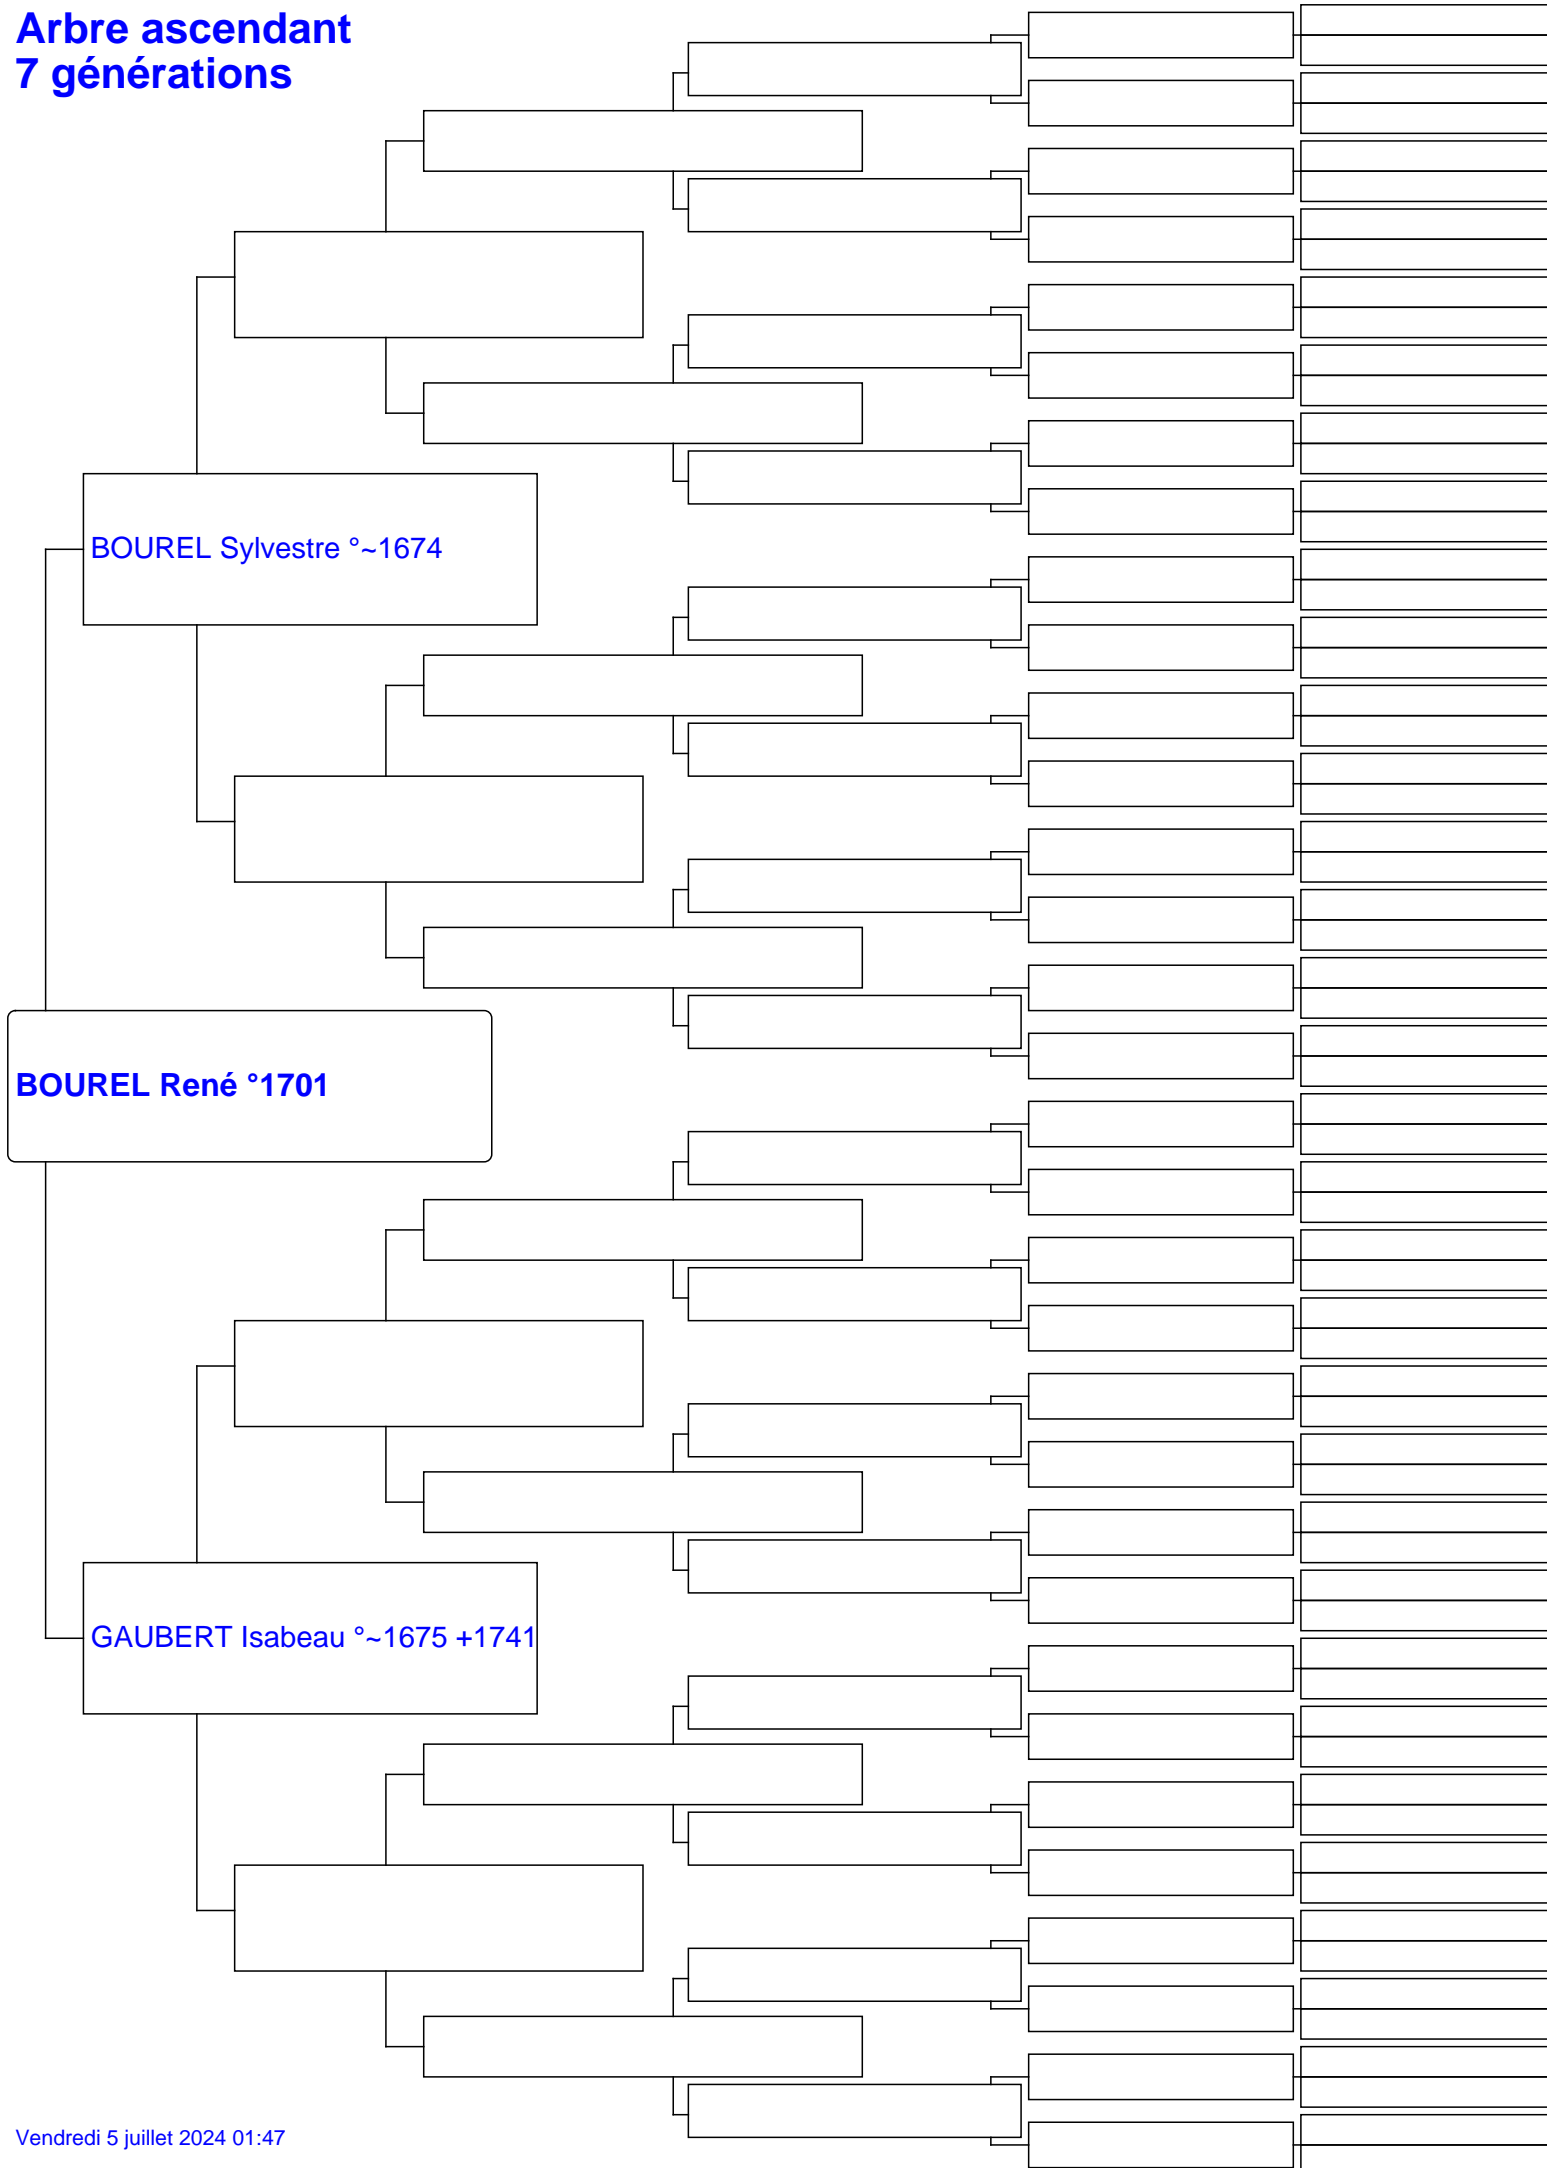 Arbre ascendant
7 générations
BOUREL Sylvestre °~1674
BOUREL René °1701
GAUBERT Isabeau °~1675 +1741
Vendredi 5 juillet 2024 01:47